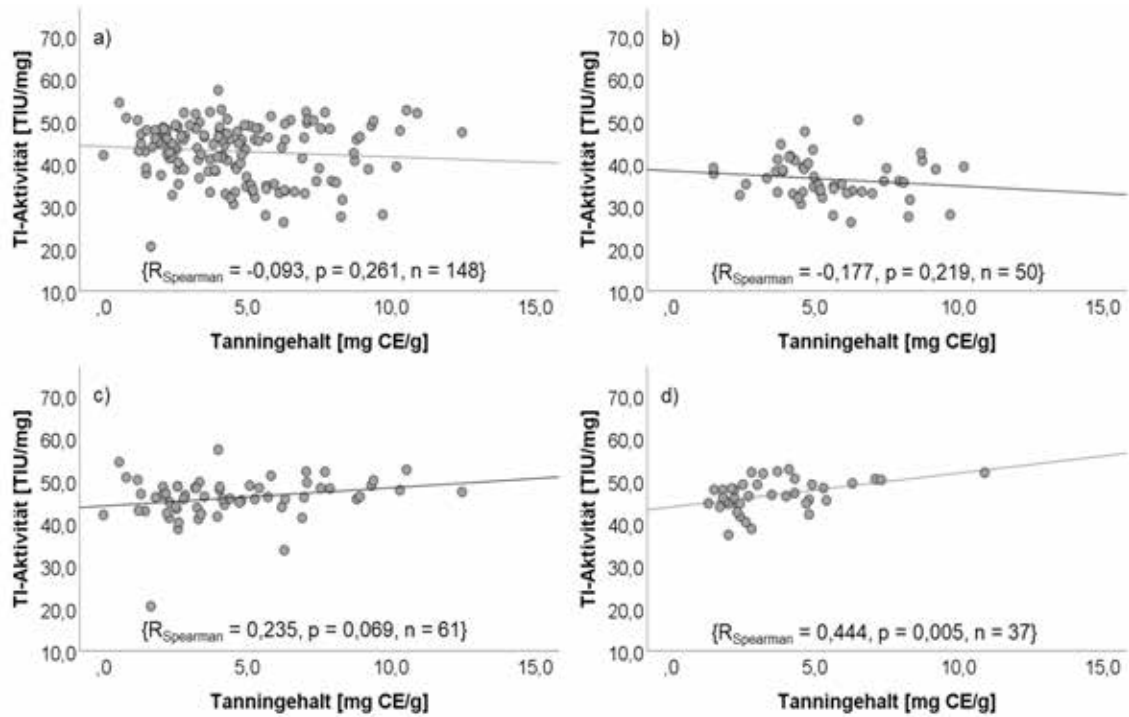 a)
TI-Aktivität [TIU/mg]
70,0
60,0
50,0
40,0
30,0
20,0
10,0
{RSpearman = -0,093, p = 0,261, n = 148}
,0 5,0 10,0 15,0
Tanningehalt [mg CE/g]
b)
TI-Aktivität [TIU/mg]
70,0
60,0
50,0
40,0
30,0
20,0
10,0
{RSpearman = -0,177, p = 0,219, n = 50}
,0 5,0 10,0 15,0
Tanningehalt [mg CE/g]
c)
TI-Aktivität [TIU/mg]
70,0
60,0
50,0
40,0
30,0
20,0
10,0
{RSpearman = 0,235, p = 0,069, n = 61}
,0 5,0 10,0 15,0
Tanningehalt [mg CE/g]
d)
TI-Aktivität [TIU/mg]
70,0
60,0
50,0
40,0
30,0
20,0
10,0
{RSpearman = 0,444, p = 0,005, n = 37}
,0 5,0 10,0 15,0
Tanningehalt [mg CE/g]